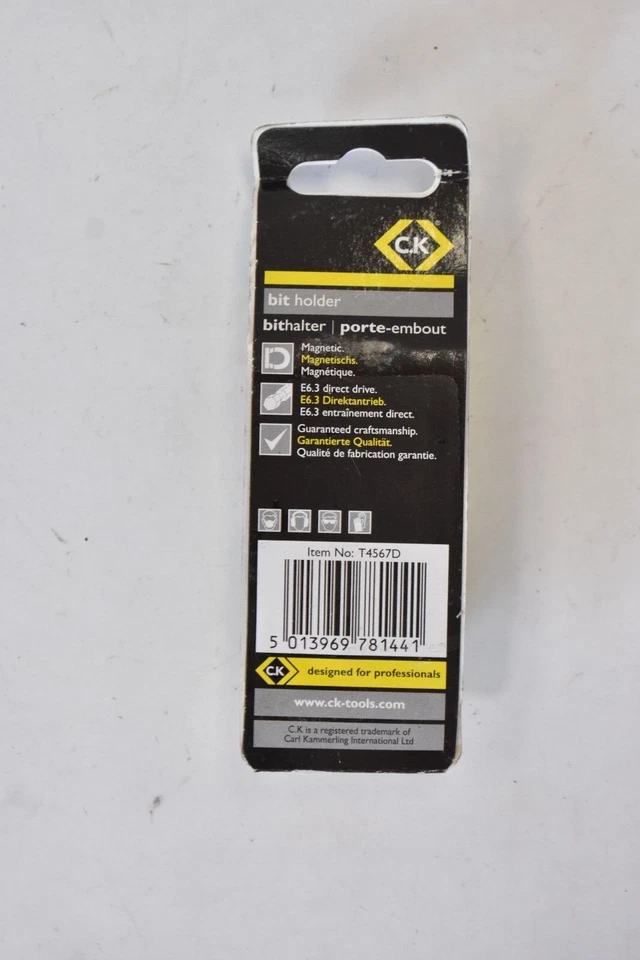 C.K
bit holder
bithalter | porte-embout
Magnetic.
Magnetischs.
Magnétique.
E6.3 direct drive.
E6.3 Direktantrieb.
E6.3 entraînement direct.
Guaranteed craftsmanship.
Garantierte Qualität.
Qualité de fabrication garantie.
Item No: T4567D
5 013969 781441
C.K designed for professionals
www.ck-tools.com
C.K is a registered trademark of
Carl Kammerling International Ltd